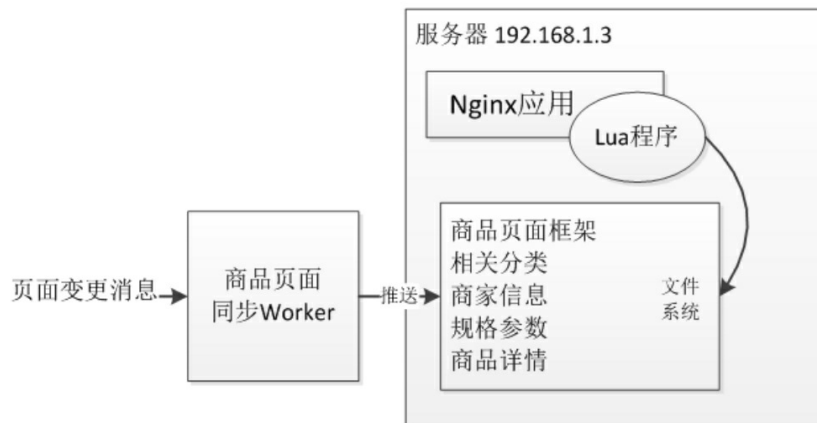 服务器 192.168.1.3
Nginx应用
Lua程序
页面变更消息
商品页面
同步Worker
推送
商品页面框架
相关分类
商家信息
规格参数
商品详情
文件
系统